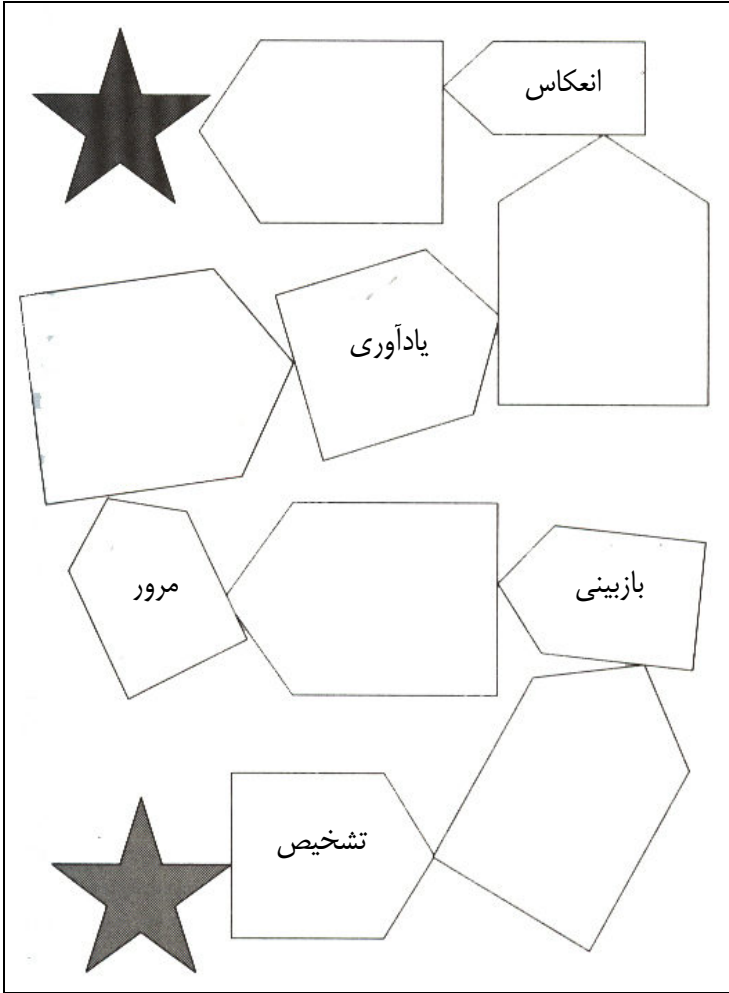 انعکاس
یادآوری
مرور
بازبینی
تشخیص